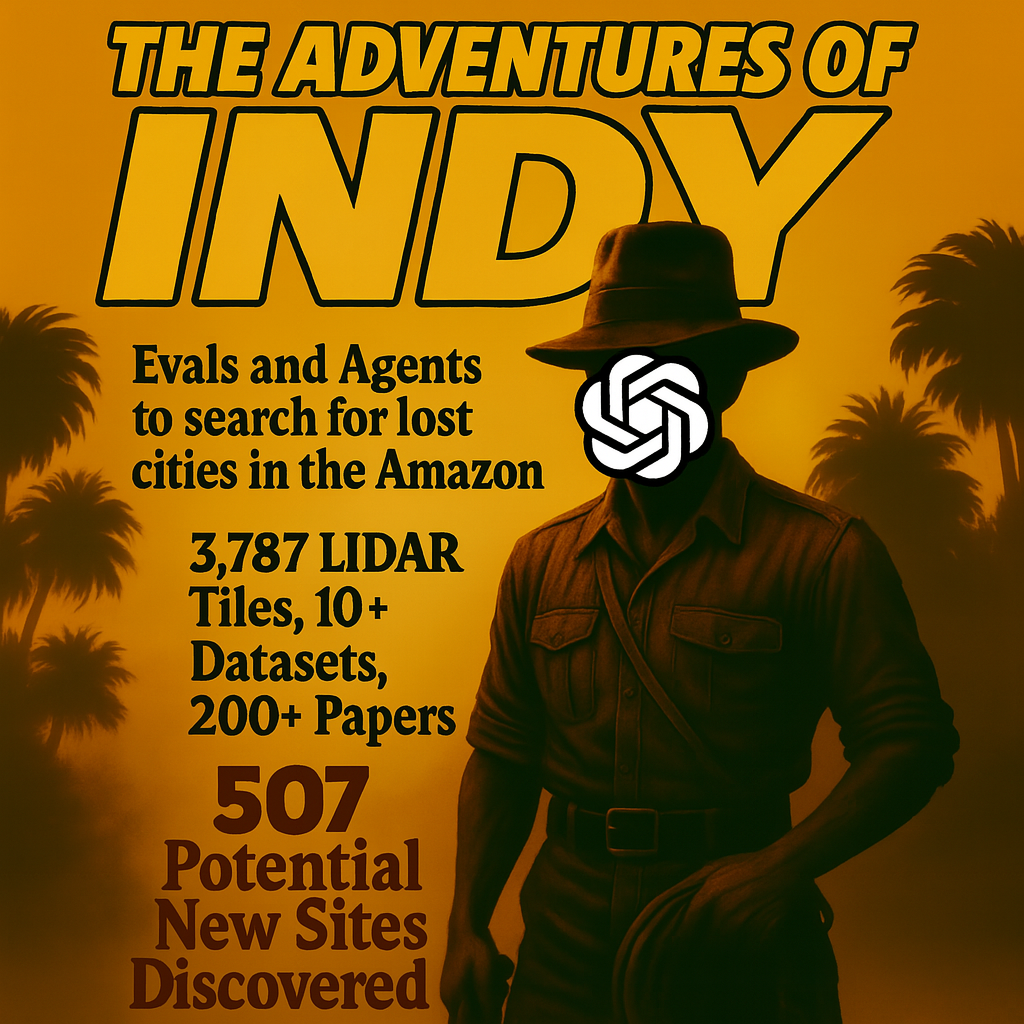 THE ADVENTURES OF
INDY
Evals and Agents
to search for lost
cities in the Amazon
3,787 LIDAR
Tiles, 10+
Datasets,
200+ Papers
507
Potential
New Sites
Discovered